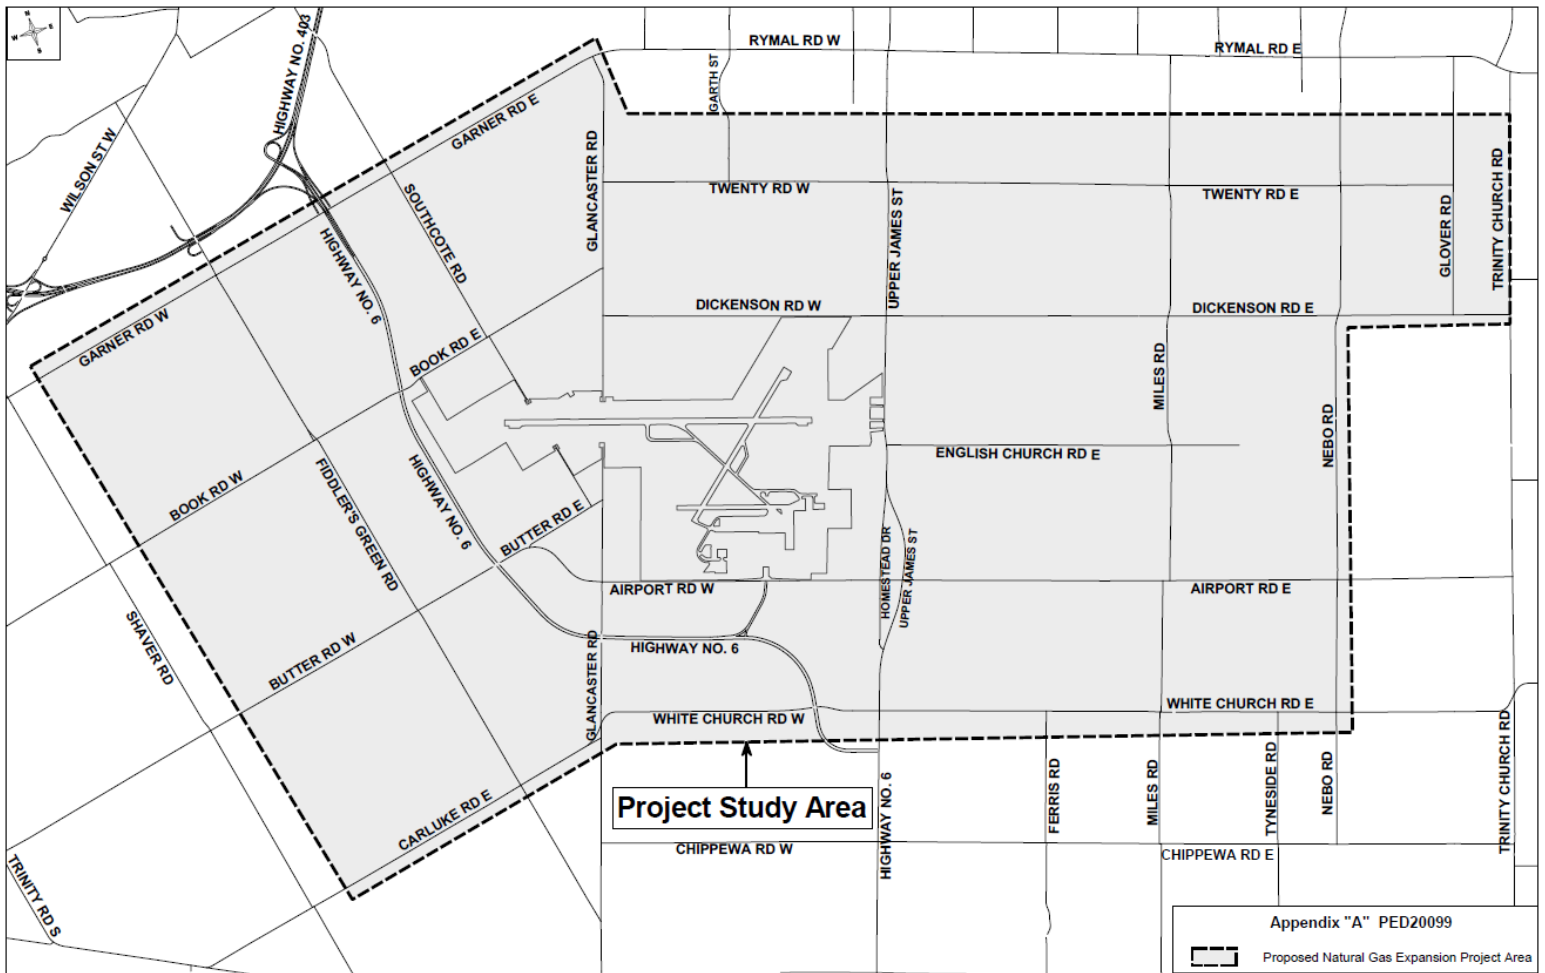 N
W
E
S
HIGHWAY NO. 403
RYMAL RD W
RYMAL RD E
GARTH ST
GARNER RD E
WILSON ST W
GLANCASTER RD
SOUTHCOTE RD
TWENTY RD W
TWENTY RD E
TRINITY CHURCH RD
GLOVER RD
UPPER JAMES ST
HIGHWAY NO. 6
DICKENSON RD W
DICKENSON RD E
GARNER RD W
BOOK RD E
MILES RD
NEBO RD
ENGLISH CHURCH RD E
BOOK RD W
FIDDLER'S GREEN RD
HIGHWAY NO. 6
BUTTER RD E
HOMESTEAD DR
UPPER JAMES ST
AIRPORT RD W
AIRPORT RD E
SHAVER RD
BUTTER RD W
GLANCASTER RD
HIGHWAY NO. 6
WHITE CHURCH RD W
WHITE CHURCH RD E
TRINITY CHURCH RD
Project Study Area
CARLUKE RD E
HIGHWAY NO. 6
FERRIS RD
MILES RD
TYNESIDE RD
NEBO RD
CHIPPEWA RD W
CHIPPEWA RD E
TRINITY RD S
Appendix "A" PED20099
Proposed Natural Gas Expansion Project Area